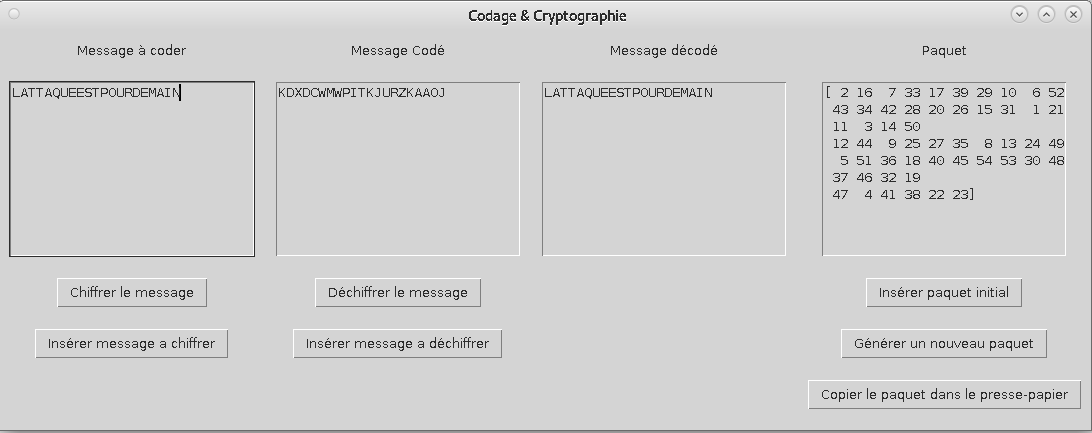 Codage & Cryptographie
Message à coder
Message Codé
Message décodé
Paquet
LATTAQUEESTPOURDEMAIN
KDXDCWMWPITKJURZKAAOJ
LATTAQUEESTPOURDEMAIN
[ 2 16 7 33 17 39 29 10 6 52
43 34 42 28 20 26 15 31 1 21
11 3 14 50
12 44 9 25 27 35 8 13 24 49
5 51 36 18 40 45 54 53 30 48
37 46 32 19
47 4 41 38 22 23]
Chiffrer le message
Déchiffrer le message
Insérer paquet initial
Insérer message a chiffrer
Insérer message a déchiffrer
Générer un nouveau paquet
Copier le paquet dans le presse-papier